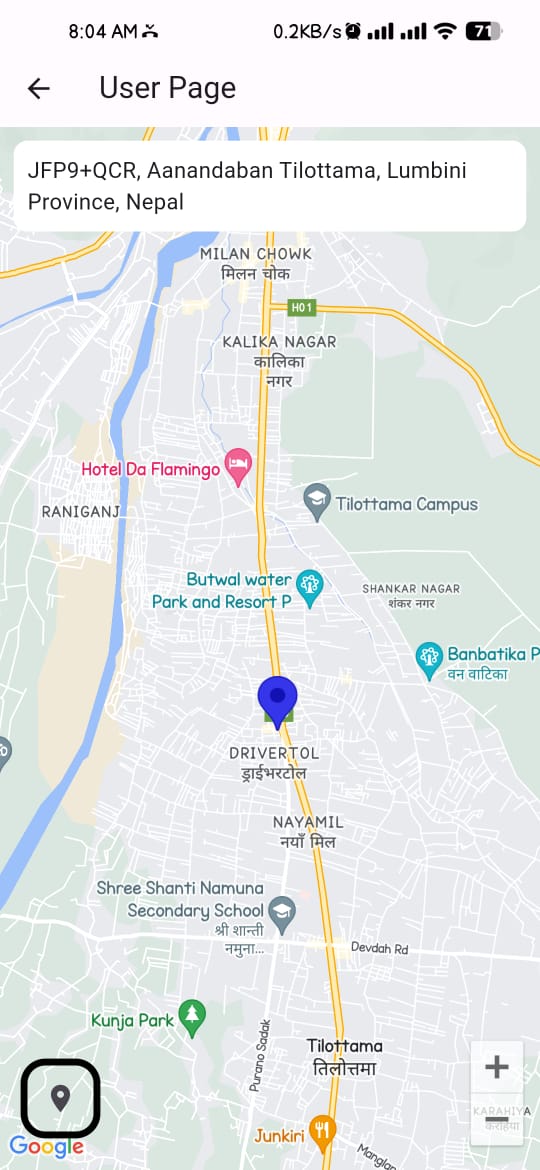 8:04 AM
0.2KB/s
71
User Page
JFP9+QCR, Aanandaban Tilottama, Lumbini
Province, Nepal
MILAN CHOWK
मिलन चोक
H01
KALIKA NAGAR
कालिका
नगर
Hotel Da Flamingo
Tilottama Campus
RANIGANJ
Butwal water
Park and Resort P
SHANKAR NAGAR
शंकर नगर
Banbatika P
वन वाटिका
DRIVERTOL
ड्राईभरटोल
NAYAMIL
नयाँ मिल
Shree Shanti Namuna
Secondary School
श्री शान्ती
नमुना...
Devdah Rd
Kunja Park
Purano Sadak
Tilottama
तिलोत्तमा
KARAHIYA
करहिया
Junkiri
Manglar
Google